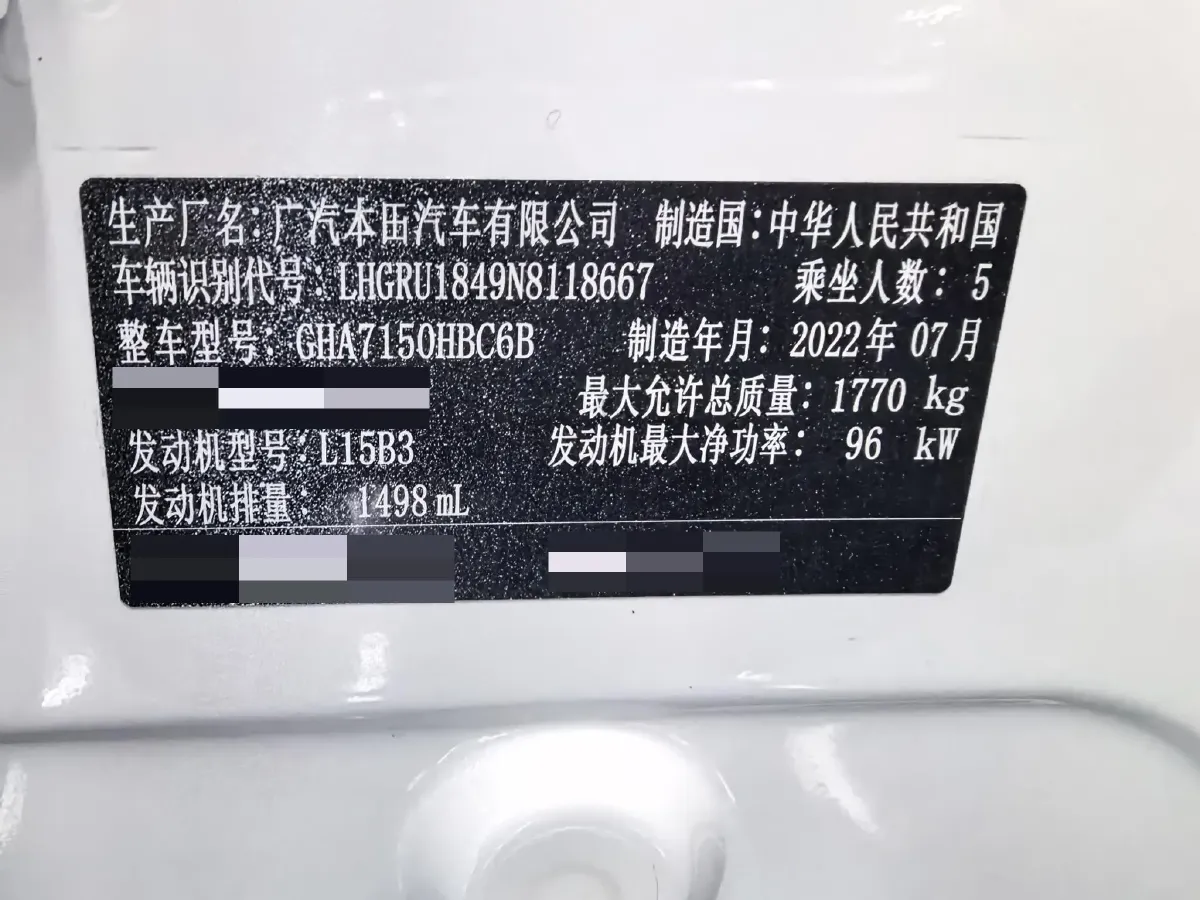 生产厂名：广汽本田汽车有限公司 制造国：中华人民共和国
车辆识别代号：LHGRU1849N8118667 乘坐人数：5
整车型号：GHA7150HBC6B 制造年月：2022年07月
最大允许总质量：1770 kg
发动机型号：L15B3 发动机最大净功率：96 kW
发动机排量：1498 mL